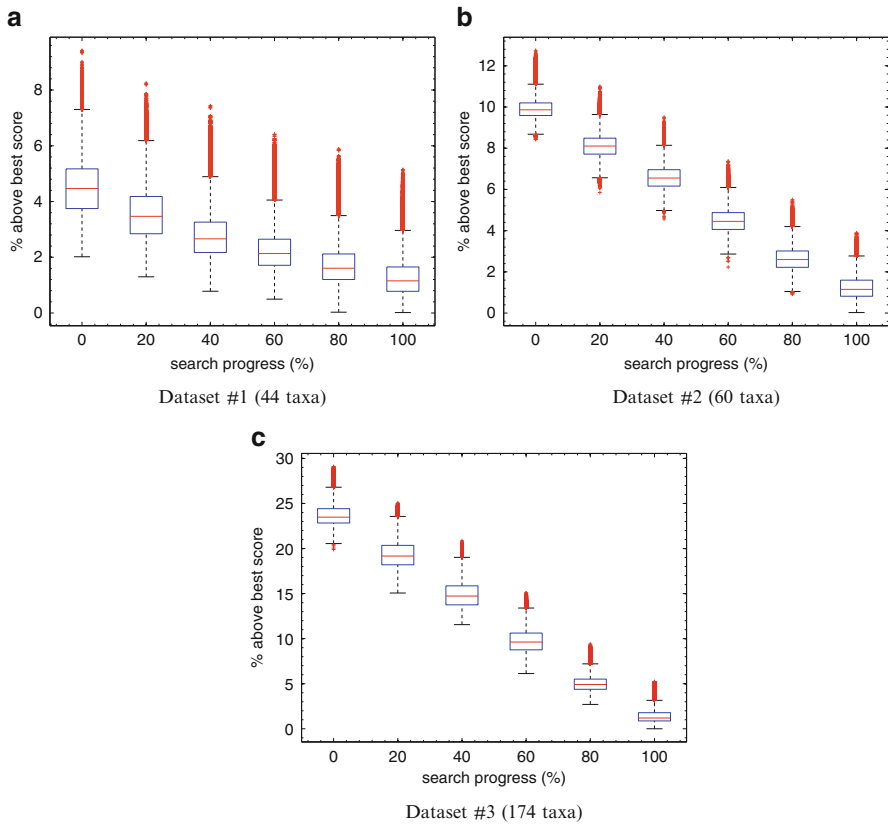 a
% above best score
8
6
4
2
0
0 20 40 60 80 100
search progress (%)
Dataset #1 (44 taxa)
b
% above best score
12
10
8
6
4
2
0
0 20 40 60 80 100
search progress (%)
Dataset #2 (60 taxa)
c
% above best score
30
25
20
15
10
5
0
0 20 40 60 80 100
search progress (%)
Dataset #3 (174 taxa)